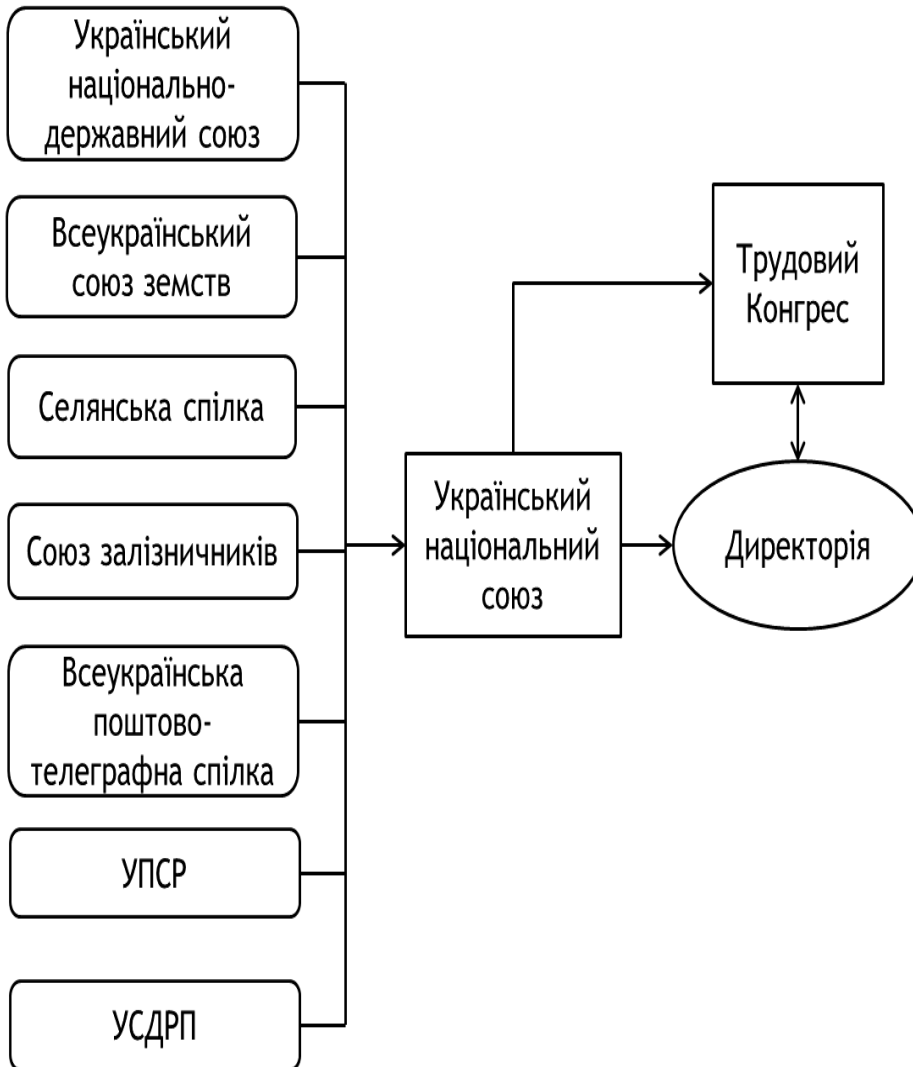 Український
національно-
державний союз
Всеукраїнський
союз земств
Селянська спілка
Союз залізничників
Всеукраїнська
поштово-
телеграфна спілка
УПСР
УСДРП
Український
національний
союз
Трудовий
Конгрес
Директорія